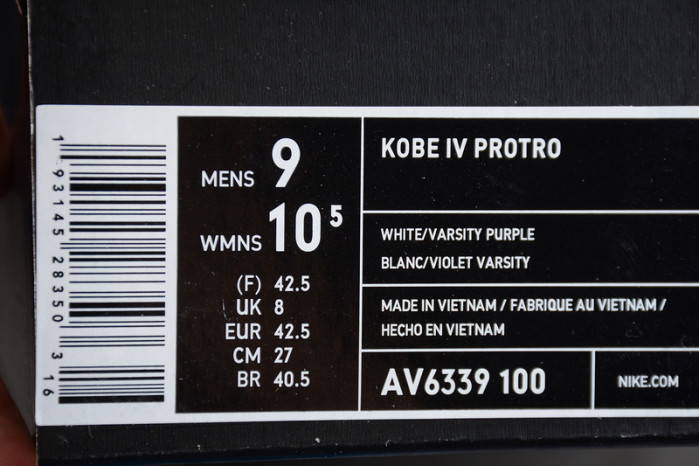 1 93145 28350 3 16
MENS 9
WMNS 10 5
(F) 42.5
UK 8
EUR 42.5
CM 27
BR 40.5
KOBE IV PROTRO
WHITE/VARSITY PURPLE
BLANC/VIOLET VARSITY
MADE IN VIETNAM / FABRIQUE AU VIETNAM /
HECHO EN VIETNAM
AV6339 100
NIKE.COM